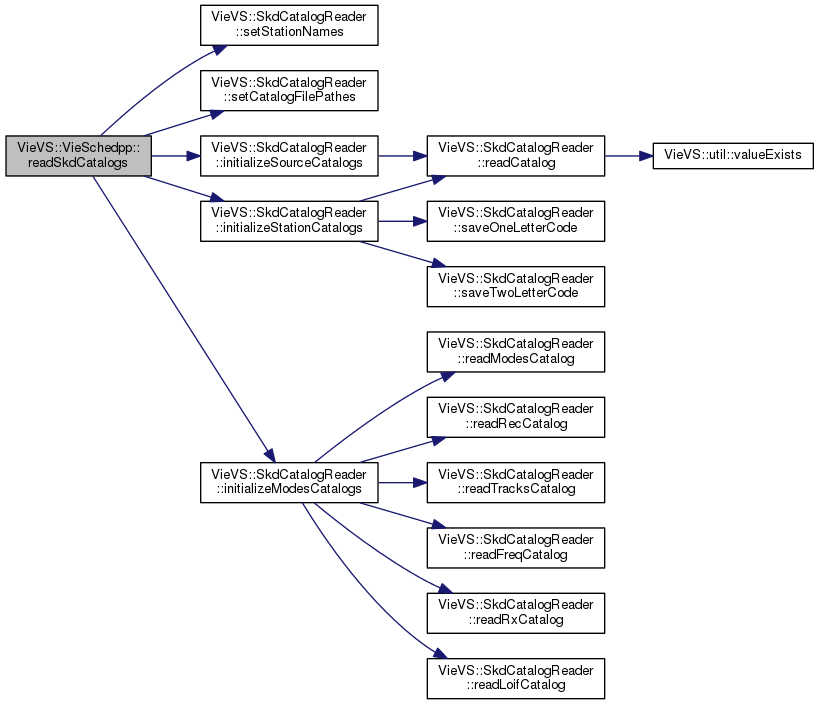 VieVS::SkdCatalogReader
::setStationNames
VieVS::SkdCatalogReader
::setCatalogFilePathes
VieVS::VieSchedpp::
readSkdCatalogs
VieVS::SkdCatalogReader
::initializeSourceCatalogs
VieVS::SkdCatalogReader
::readCatalog
VieVS::util::valueExists
VieVS::SkdCatalogReader
::initializeStationCatalogs
VieVS::SkdCatalogReader
::saveOneLetterCode
VieVS::SkdCatalogReader
::saveTwoLetterCode
VieVS::SkdCatalogReader
::readModesCatalog
VieVS::SkdCatalogReader
::readRecCatalog
VieVS::SkdCatalogReader
::initializeModesCatalogs
VieVS::SkdCatalogReader
::readTracksCatalog
VieVS::SkdCatalogReader
::readFreqCatalog
VieVS::SkdCatalogReader
::readRxCatalog
VieVS::SkdCatalogReader
::readLoifCatalog